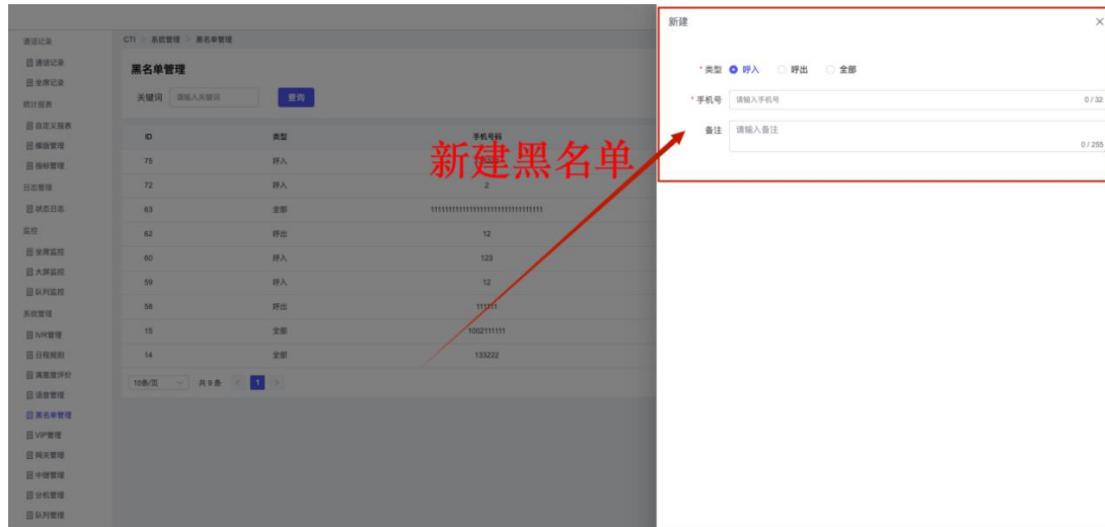 通话记录
通话记录
坐席记录
统计报表
自定义报表
模版管理
指标管理
日志管理
状态日志
监控
坐席监控
大屏监控
队列监控
系统管理
IVR管理
日程规则
满意度评价
语音管理
黑名单管理
VIP管理
网关管理
中继管理
分机管理
队列管理
CTI > 系统管理 > 黑名单管理
黑名单管理
关键词 请输入关键词 查询
ID 类型 手机号码
75 呼入
72 呼入 2
63 全部 11111111111111111111111111111111
62 呼出 12
60 呼入 123
59 呼入 12
58 呼出 111111
15 全部 1002111111
14 全部 133222
10条/页 共 9 条 < 1 >
新建黑名单
新建 ×
* 类型 呼入 呼出 全部
* 手机号 请输入手机号 0 / 32
备注 请输入备注
0 / 255